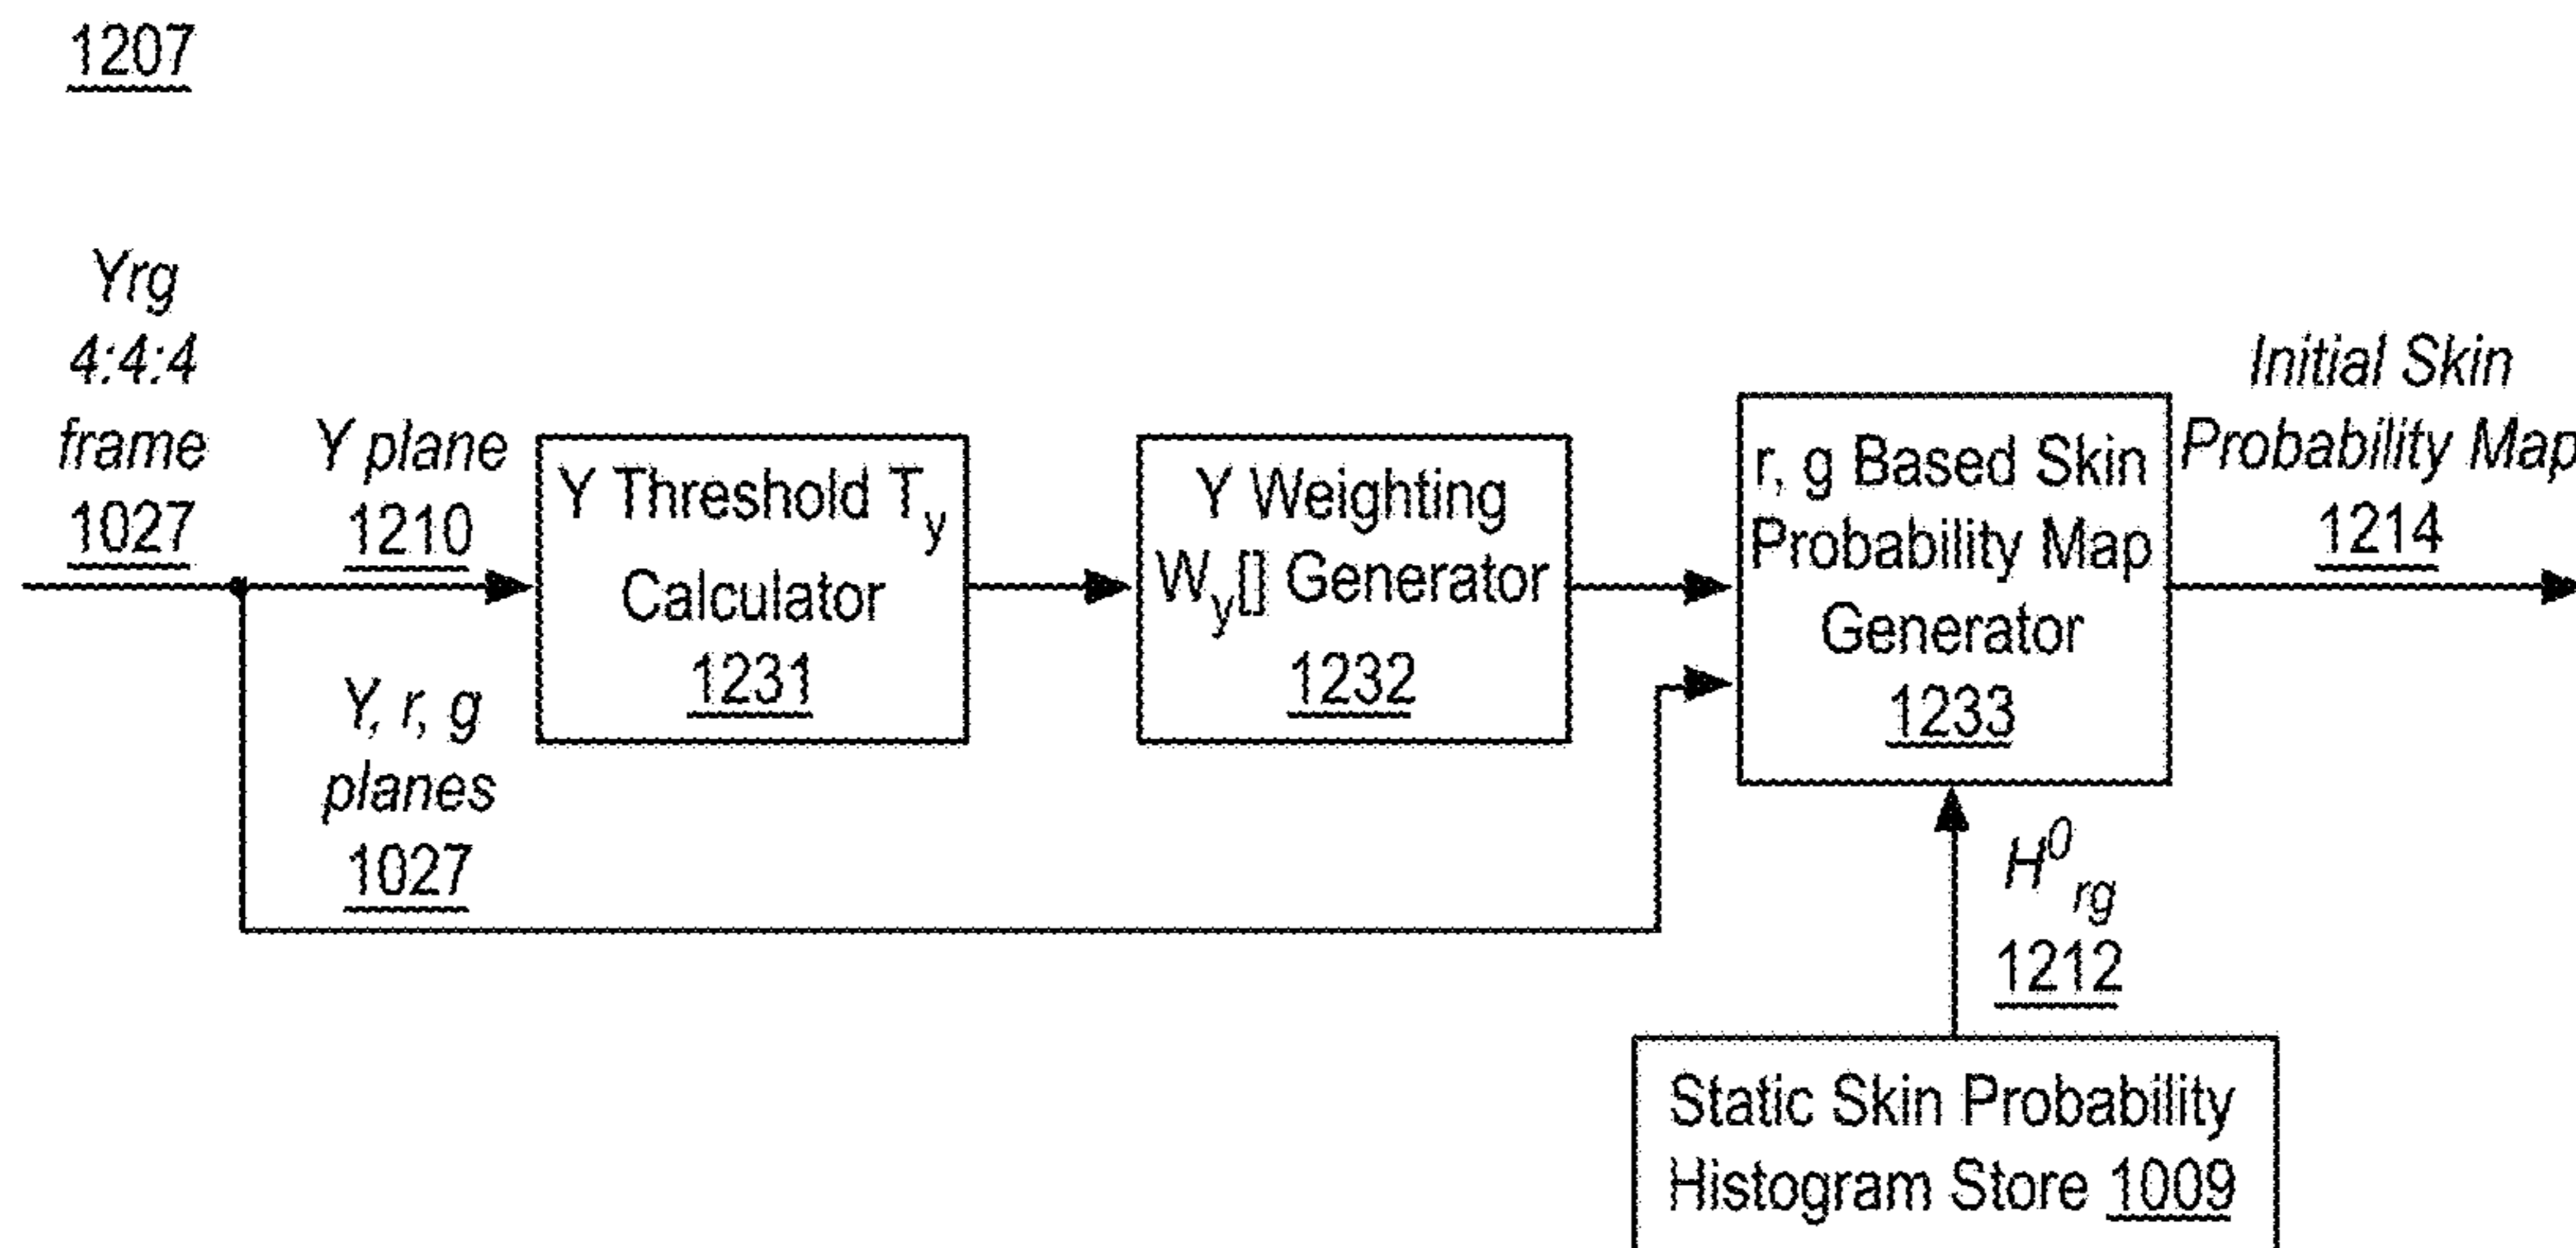 1207
Yrg
4:4:4
frame
1027
Y plane
1210
Y, r, g
planes
1027
Y Threshold Ty
Calculator
1231
Y Weighting
Wy[] Generator
1232
r, g Based Skin
Probability Map
Generator
1233
Initial Skin
Probability Map
1214
H0rg
1212
Static Skin Probability
Histogram Store 1009